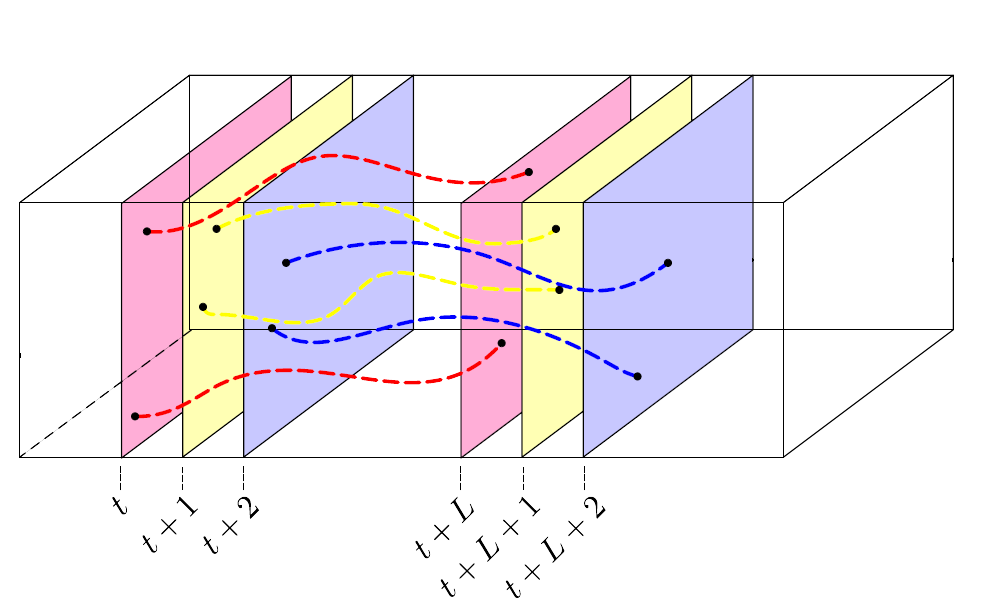 t
t + 1
t + 2
t + L
t + L + 1
t + L + 2